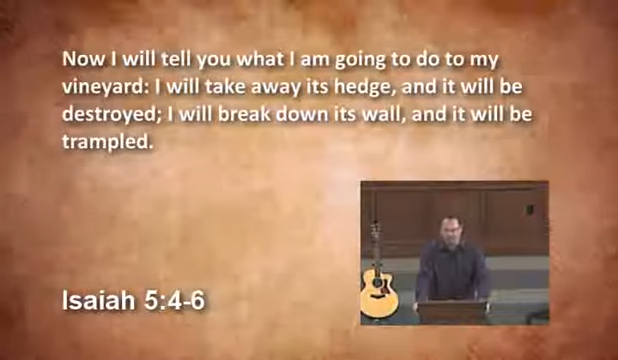 Now I will tell you what I am going to do to my
vineyard: I will take away its hedge, and it will be
destroyed; I will break down its wall, and it will be
trampled.
Isaiah 5:4-6